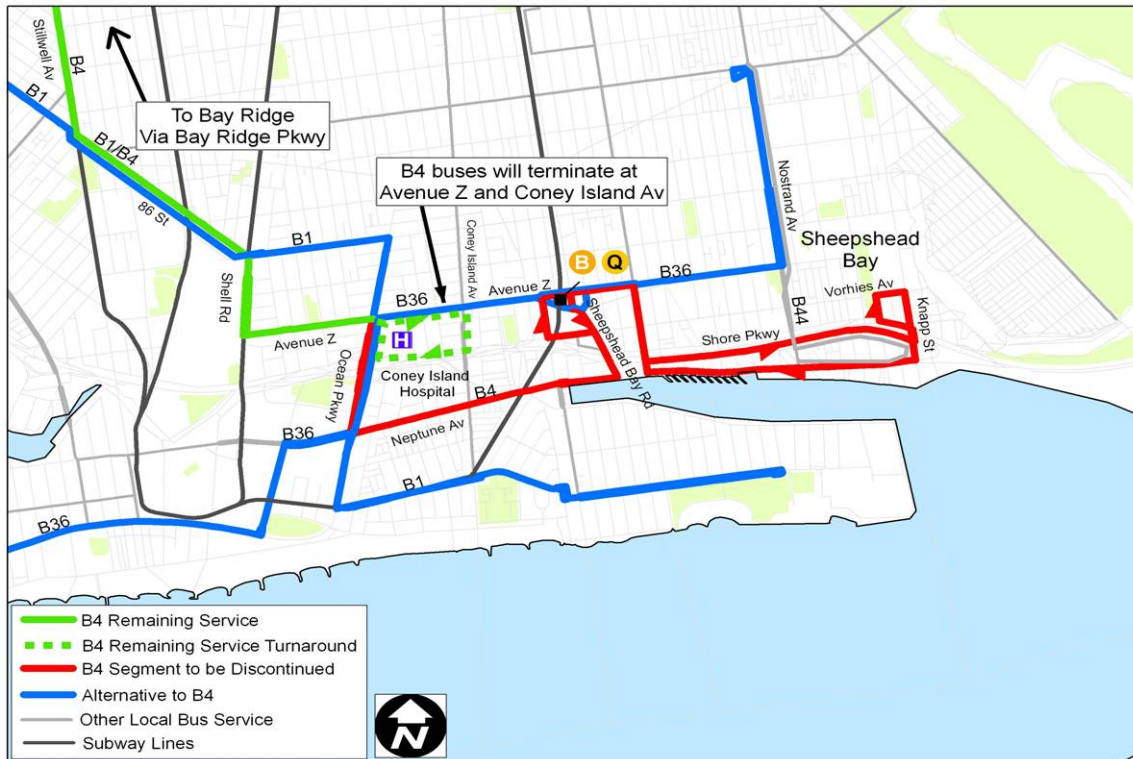 Stillwell Av
B4
B1
To Bay Ridge
Via Bay Ridge Pkwy
B1/B4
86 St
B4 buses will terminate at
Avenue Z and Coney Island Av
B1
Shell Rd
Coney Island Av
Nostrand Av
Sheepshead
Bay
B Q
B36
Avenue Z
B36
Vorhies Av
Knapp St
B44
Shore Pkwy
Sheepshead Bay Rd
Avenue Z
H
Ocean Pkwy
Coney Island
Hospital
B4
Neptune Av
B36
B1
B36
B4 Remaining Service
B4 Remaining Service Turnaround
B4 Segment to be Discontinued
Alternative to B4
Other Local Bus Service
Subway Lines
N